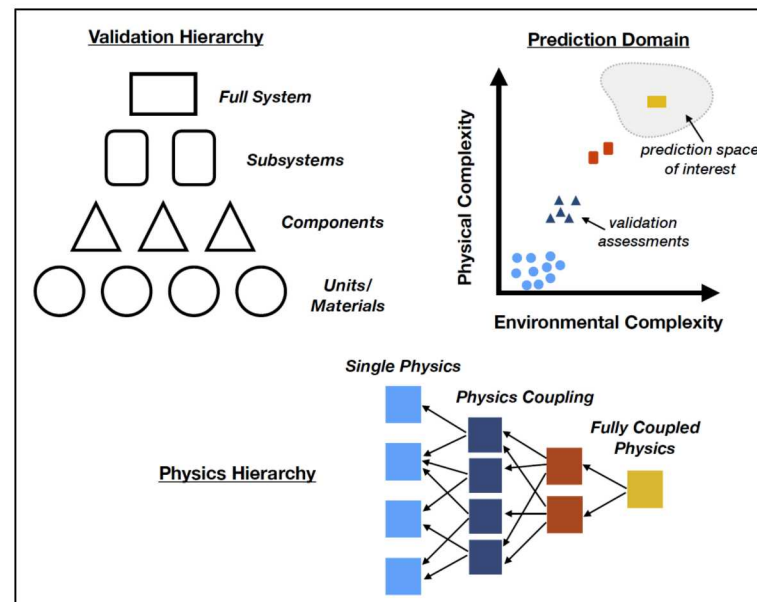 Validation Hierarchy
Full System
Subsystems
Components
Units/
Materials
Prediction Domain
Physical Complexity
prediction space
of interest
validation
assessments
Environmental Complexity
Single Physics
Physics Coupling
Fully Coupled
Physics
Physics Hierarchy